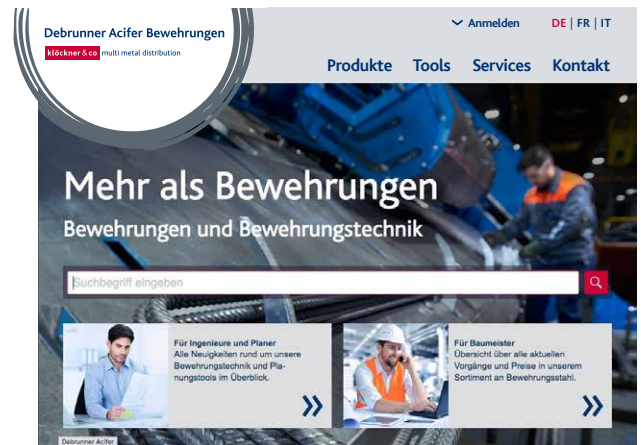 Debrunner Acifer Bewehrungen
klöckner & co multi metal distribution
Anmelden DE | FR | IT
Produkte Tools Services Kontakt
Mehr als Bewehrungen
Bewehrungen und Bewehrungstechnik
Suchbegriff eingeben
Für Ingenieure und Planer
Alle Neuigkeiten rund um unsere
Bewehrungstechnik und Pla-
nungstools im Überblick.
Für Baumeister
Übersicht über alle aktuellen
Vorgänge und Preise in unserem
Sortiment an Bewehrungsstahl.
Debrunner Acifer